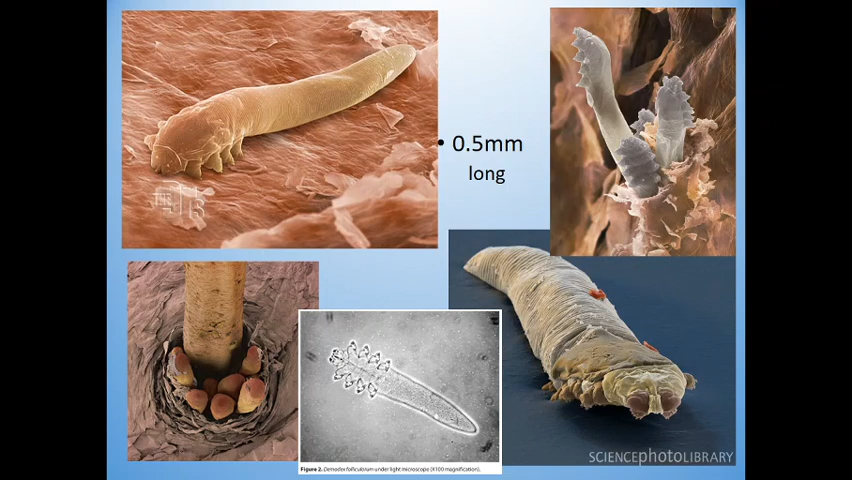 • 0.5mm
long
Figure 2. Demodex folliculorum under light microscope (X100 magnification).
SCIENCEphotoLIBRARY